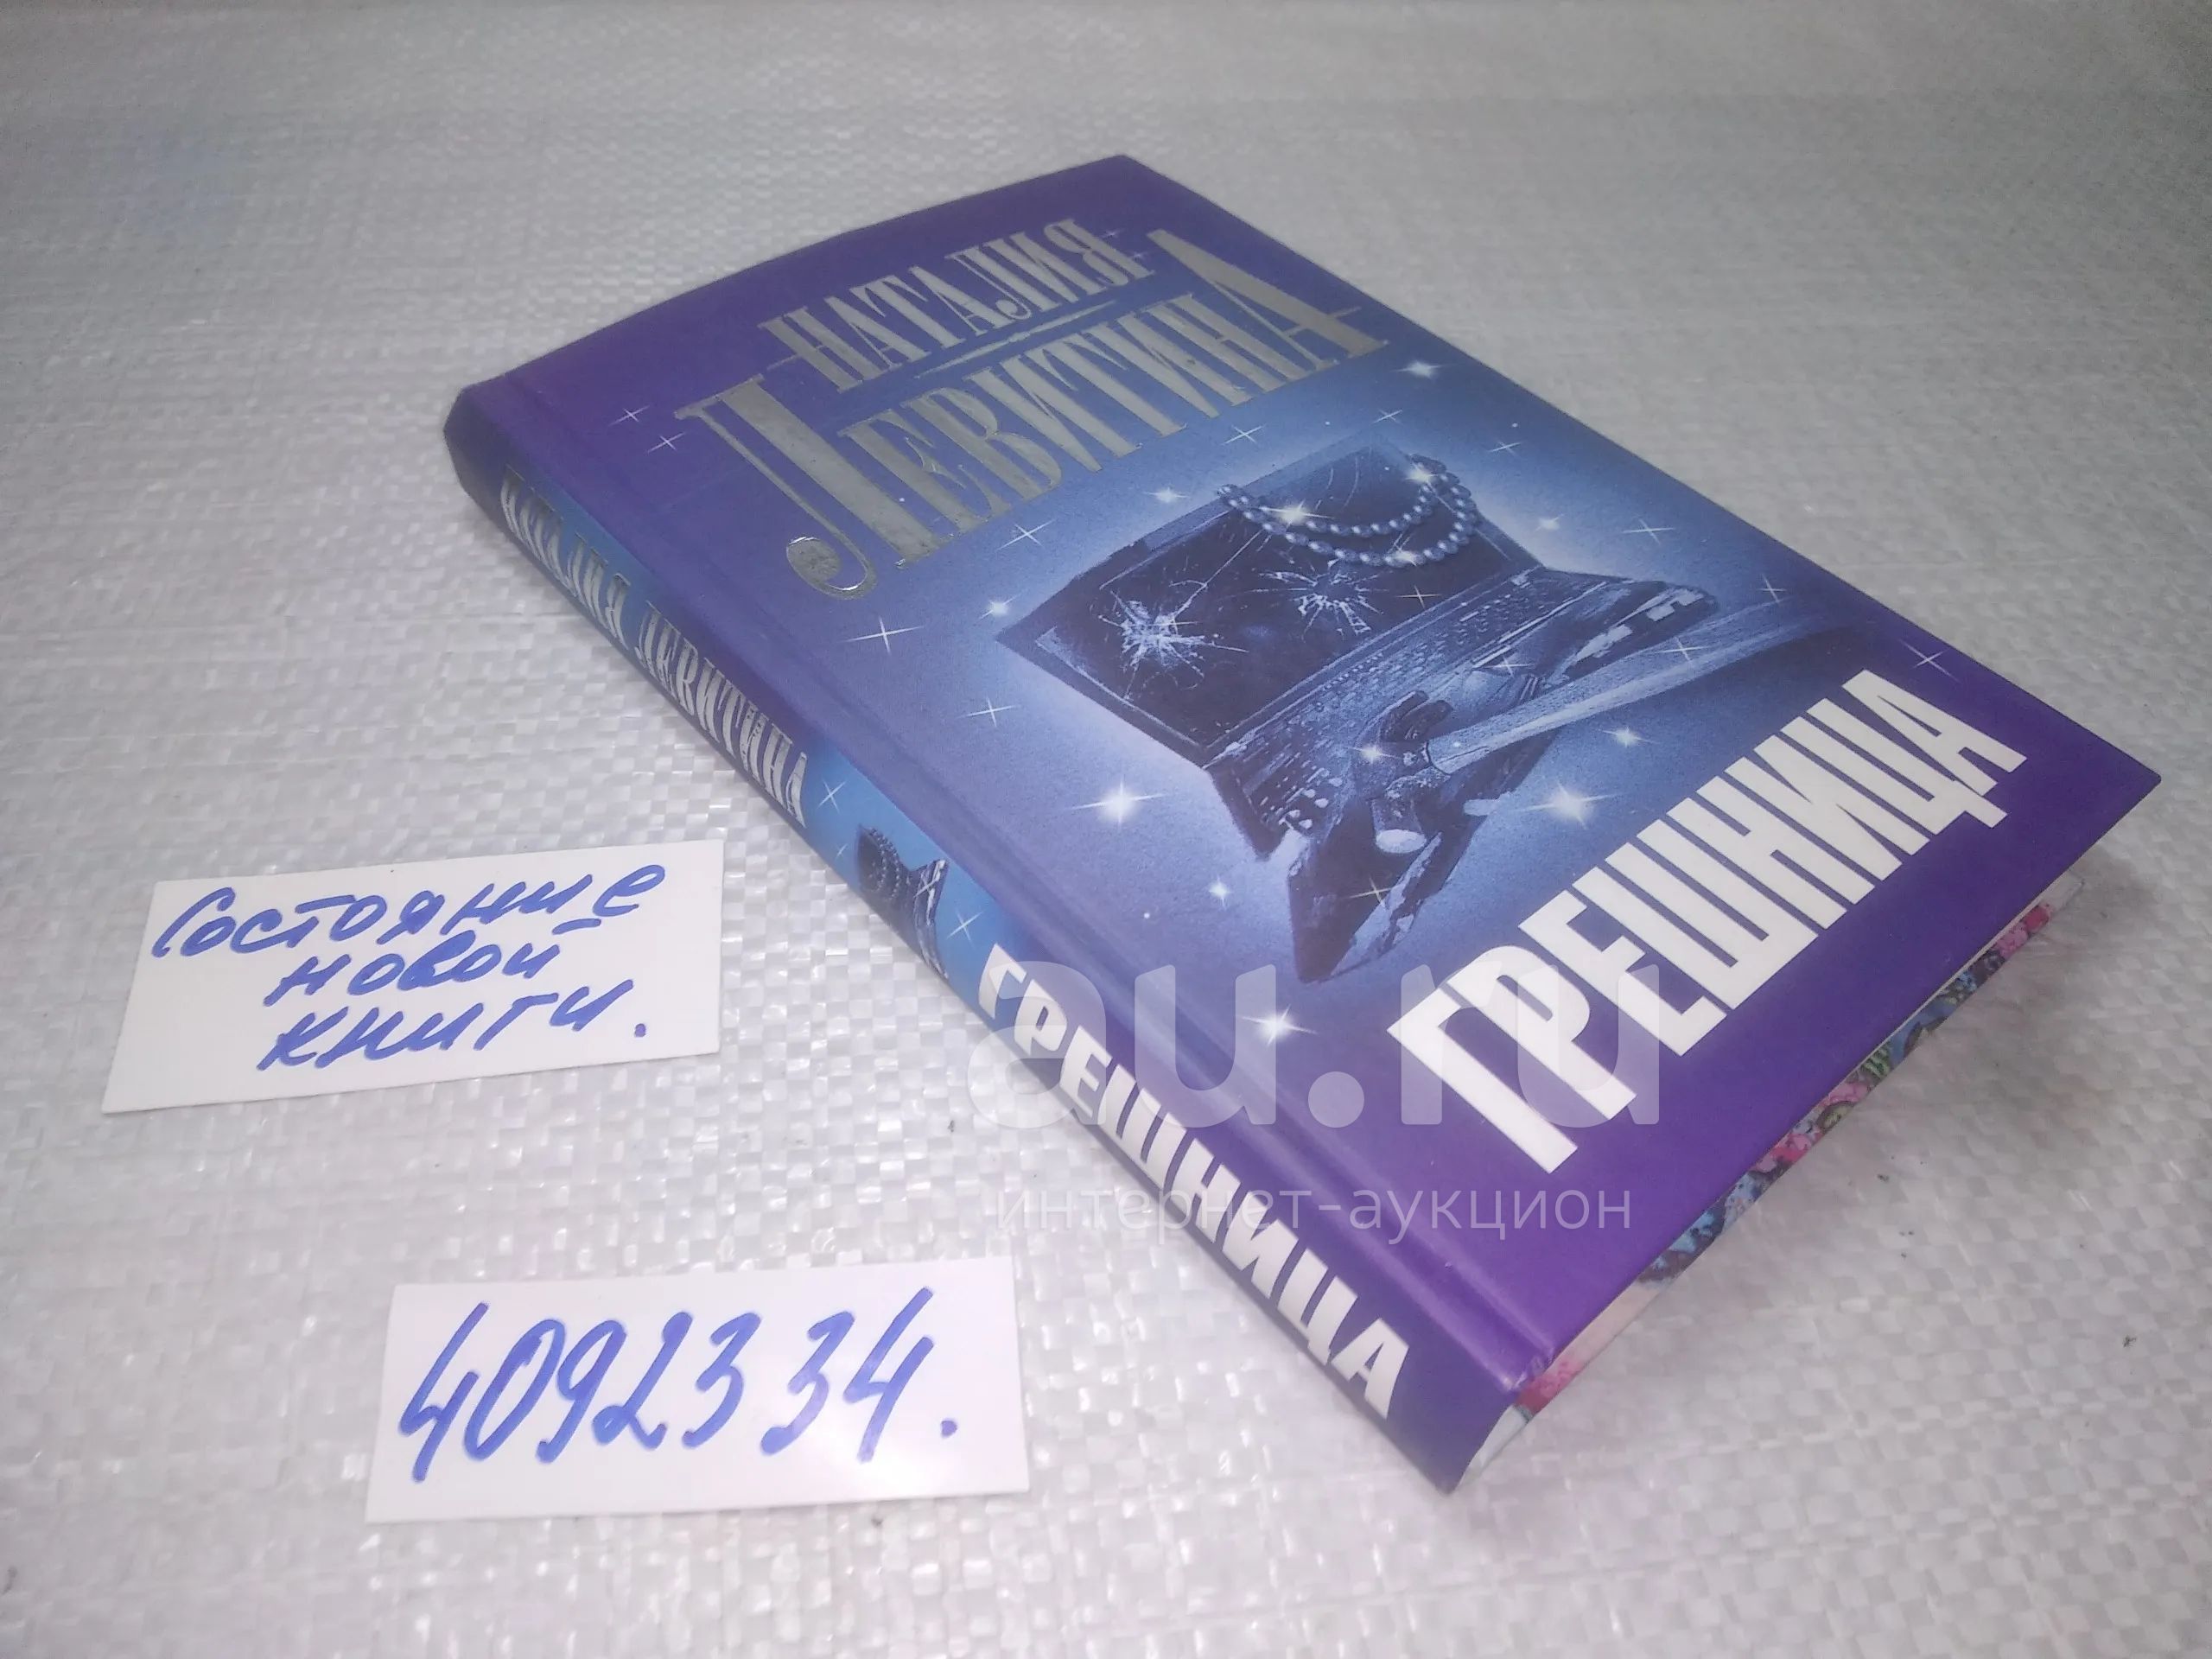 НАТАЛИЯ
ЛЕВИТИНА
ГРЕШНИЦА
НАТАЛИЯ ЛЕВИТИНА
ГРЕШНИЦА
Состояние
новой
книги.
4092334.
au.ru
интернет-аукцион